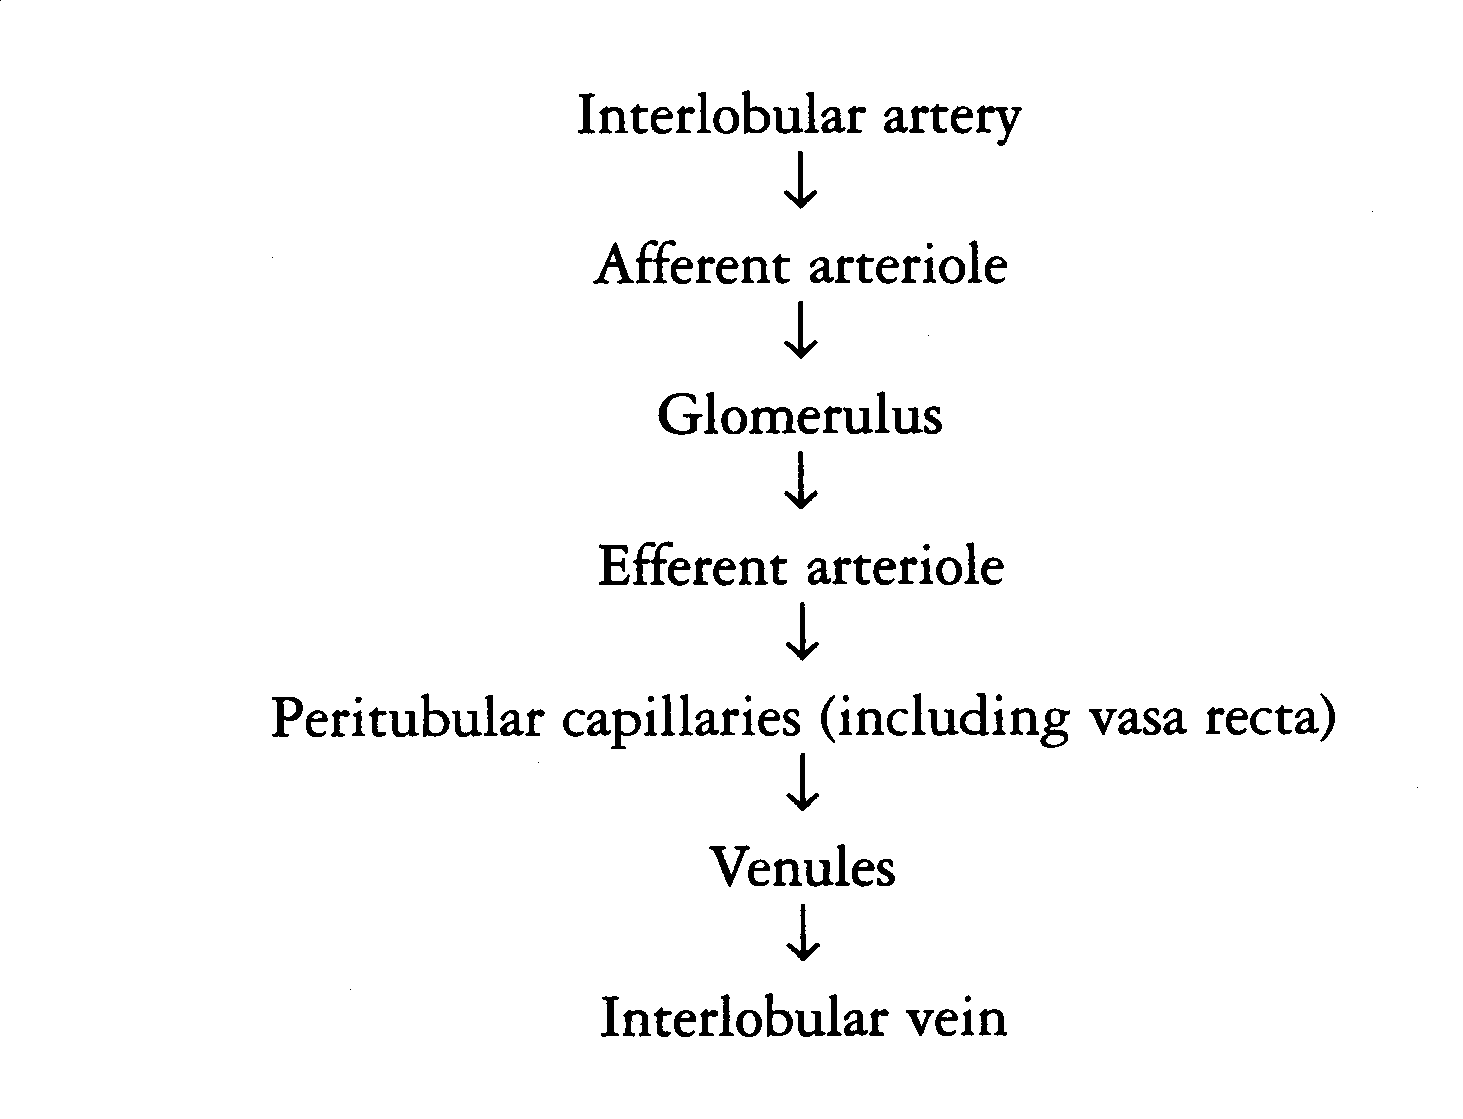 Interlobular artery
↓
Afferent arteriole
↓
Glomerulus
↓
Efferent arteriole
↓
Peritubular capillaries (including vasa recta)
↓
Venules
↓
Interlobular vein